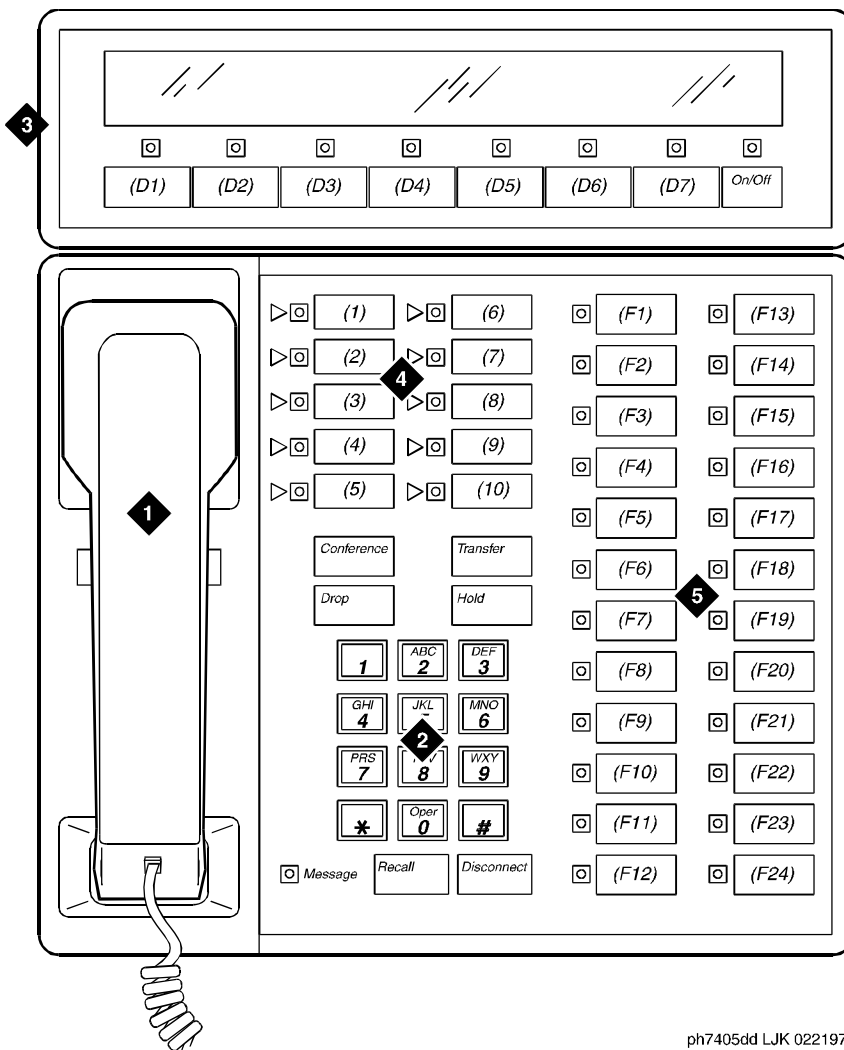 3
(D1) (D2) (D3) (D4) (D5) (D6) (D7) On/Off
(1) (6) (F1) (F13)
(2) (7) (F2) (F14)
4
(3) (8) (F3) (F15)
(4) (9) (F4) (F16)
(5) (10) (F5) (F17)
1
Conference Transfer (F6) (F18)
Drop Hold 5
(F7) (F19)
1 ABC 2 DEF 3 (F8) (F20)
GHI 4 JKL MNO 6 (F9) (F21)
2
PRS 7 8 WXY 9 (F10) (F22)
* Oper 0 # (F11) (F23)
Message Recall Disconnect (F12) (F24)
ph7405dd LJK 022197